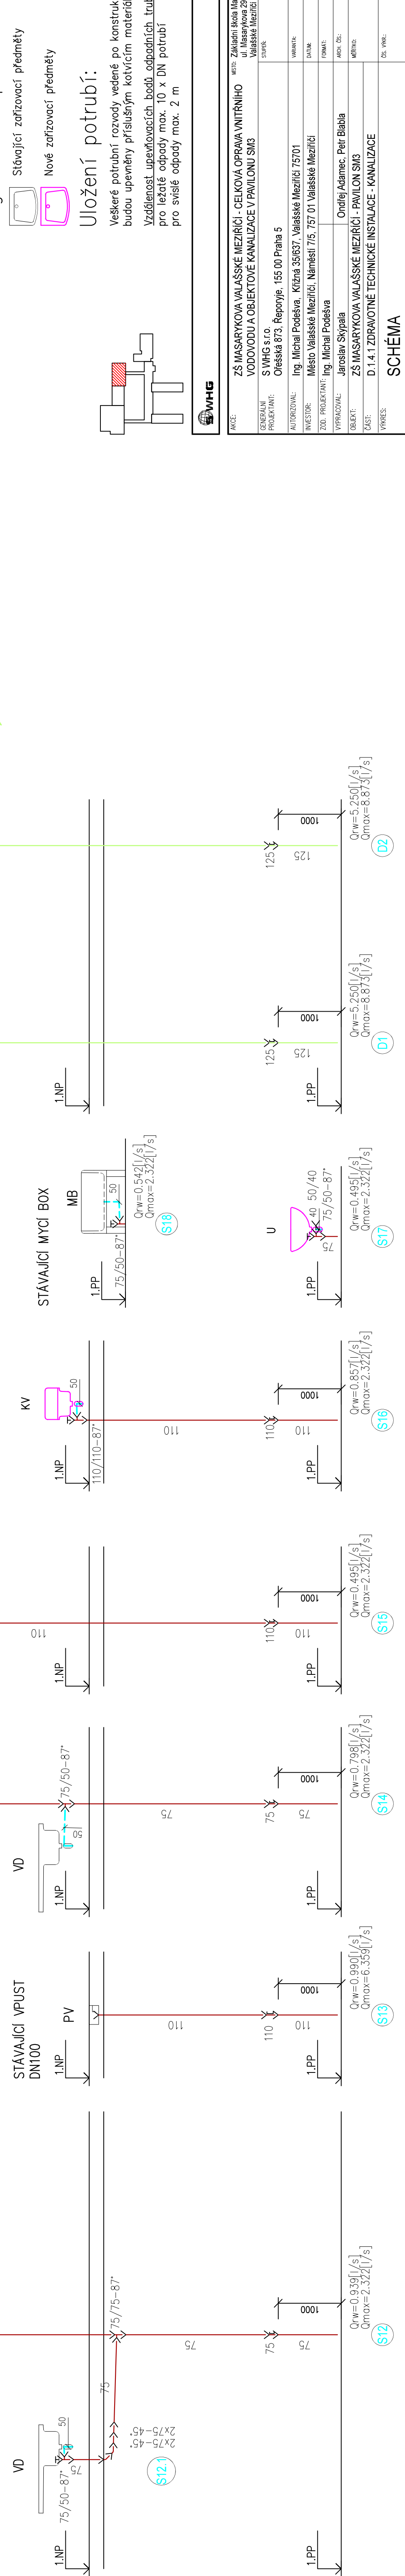 Stávající zařizovací předměty
Nové zařizovací předměty
Uložení potrubí:
Veškeré potrubní rozvody vedené po
budou upevněny příslušným kotvícím
Vzdálenost upevňovacích bodů odpadních
pro ležaté odpady max. 10 x DN potrubí
pro svislé odpady max. 2 m
SWHG
AKCE:
ZŠ MASARYKOVA VALAŠSKÉ MEZIŘÍČÍ - CELKOVÁ OPRAVA VNITŘNÍHO
VODOVODU A OBJEKTOVÉ KANALIZACE V PAVILONU SM3
MÍSTO:
Základní škola
ul. Masarykova
Valašské Meziříčí
GENERÁLNÍ
PROJEKTANT:
S WHG s.r.o.
Ořešská 873, Řeporyje, 155 00 Praha 5
STUPEŇ:
AUTORIZOVAL:
Ing. Michal Podešva, Křižná 35/637, Valašské Meziříčí 75701
VARIANTA:
INVESTOR:
Město Valašské Meziříčí, Náměstí 7/5, 757 01 Valašské Meziříčí
DATUM:
ZOD. PROJEKTANT:
Ing. Michal Podešva
FORMÁT:
VYPRACOVAL:
Jaroslav Skýpala
Ondřej Adamec, Petr Blabla
ARCH. ČÍS.:
OBJEKT:
ZŠ MASARYKOVA VALAŠSKÉ MEZIŘÍČÍ - PAVILON SM3
MĚŘÍTKO:
ČÁST:
D.1.4.1 ZDRAVOTNĚ TECHNICKÉ INSTALACE - KANALIZACE
VÝKRES:
SCHÉMA
ČÍS. VÝKR.:
VD
1.NP
50
75/50-87°
75
75
75/75-87°
2x75-45°
2x75-45°
S12.1
75
75
75
1000
1.PP
Qrw=0.939[l/s]
Qmax=2.322[l/s]
S12
STÁVAJÍCÍ VPUST
DN100
PV
1.NP
110
110
110
1000
1.PP
Qrw=0.990[l/s]
Qmax=6.359[l/s]
S13
VD
1.NP
50
75/50-87°
75
75
75
1000
1.PP
Qrw=0.798[l/s]
Qmax=2.322[l/s]
S14
110
1.NP
110
110
1000
1.PP
Qrw=0.495[l/s]
Qmax=2.322[l/s]
S15
KV
50
1.NP
110/110-87°
110
110
110
1000
1.PP
Qrw=0.857[l/s]
Qmax=2.322[l/s]
S16
STÁVAJÍCÍ MYCÍ BOX
MB
50
1.PP
75/50-87°
Qrw=0.542[l/s]
Qmax=2.322[l/s]
S18
U
40
50/40
75/50-87°
75
1.PP
Qrw=0.495[l/s]
Qmax=2.322[l/s]
S17
1.NP
125
125
1000
1.PP
Qrw=5.250[l/s]
Qmax=8.873[l/s]
D1
125
125
1000
Qrw=5.250[l/s]
Qmax=8.873[l/s]
D2